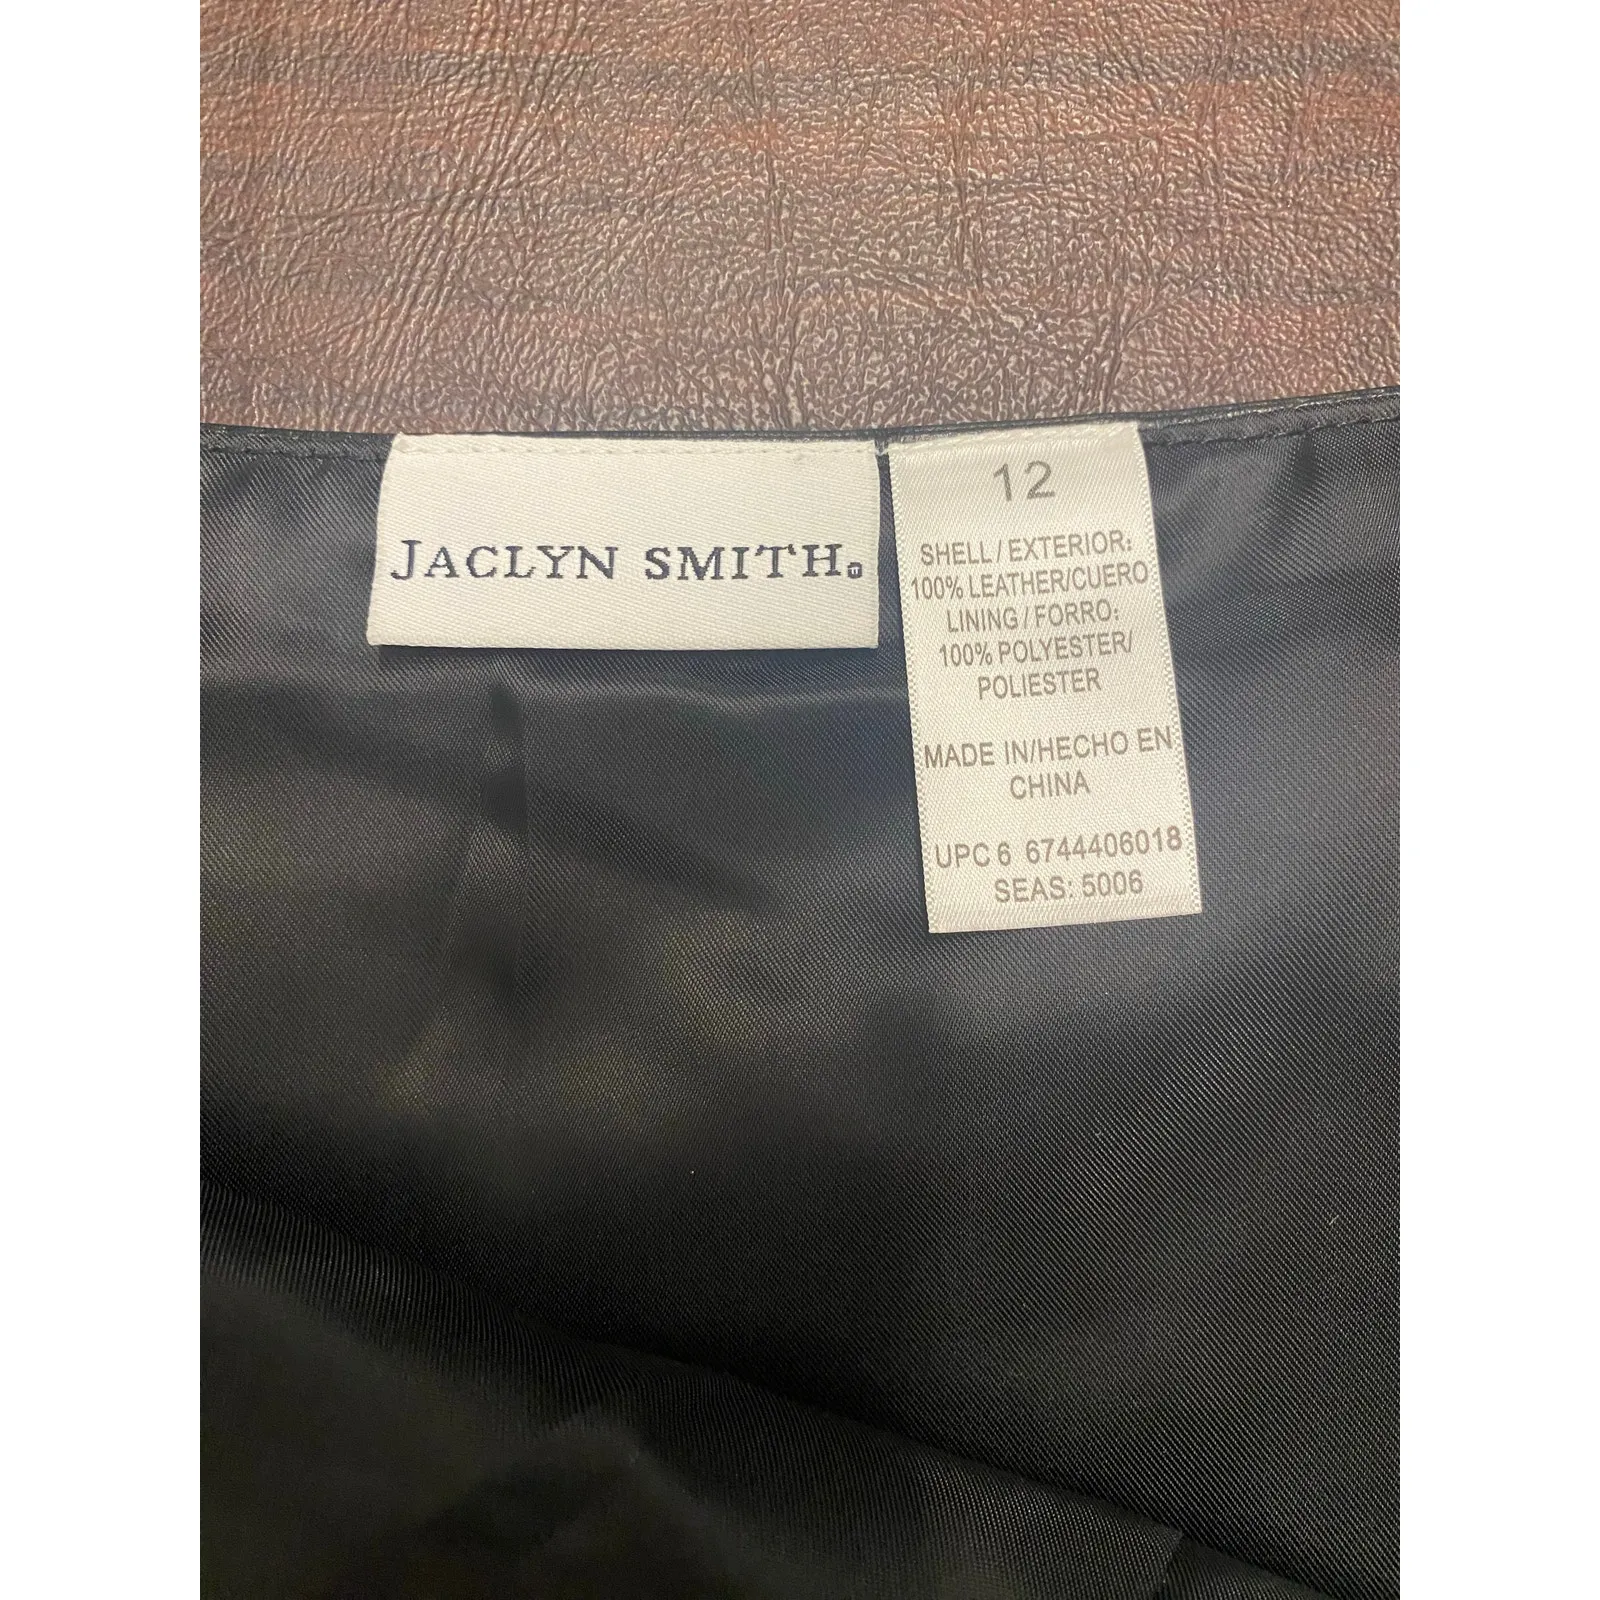 JACLYN SMITH®
12
SHELL/EXTERIOR:
100% LEATHER/CUERO
LINING/FORRO:
100% POLYESTER/
POLIESTER
MADE IN/HECHO EN
CHINA
UPC 6 6744406018
SEAS: 5006